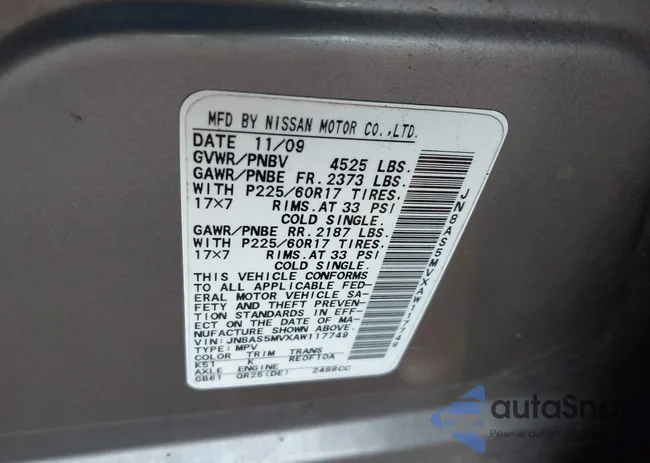 MFD BY NISSAN MOTOR CO.,LTD.
DATE 11/09
GVWR/PNBV 4525 LBS.
GAWR/PNBE FR. 2373 LBS.
WITH P225/60R17 TIRES.
17×7 RIMS. AT 33 PSI
COLD SINGLE.
GAWR/PNBE RR. 2187 LBS.
WITH P225/60R17 TIRES.
17×7 RIMS. AT 33 PSI
COLD SINGLE.
THIS VEHICLE CONFORMS
TO ALL APPLICABLE FED-
ERAL MOTOR VEHICLE SA-
FETY AND THEFT PREVEN-
TION STANDARDS IN EFF-
ECT ON THE DATE OF MA-
NUFACTURE SHOWN ABOVE.
VIN: JN8AS5MVXAW117749
TYPE: MPV
COLOR TRIM TRANS
K51 K RE0F10A
AXLE ENGINE
GB61 QR25(DE) 2488CC
JN8AS5MVXAW117749
autaSnap
Pewne auta